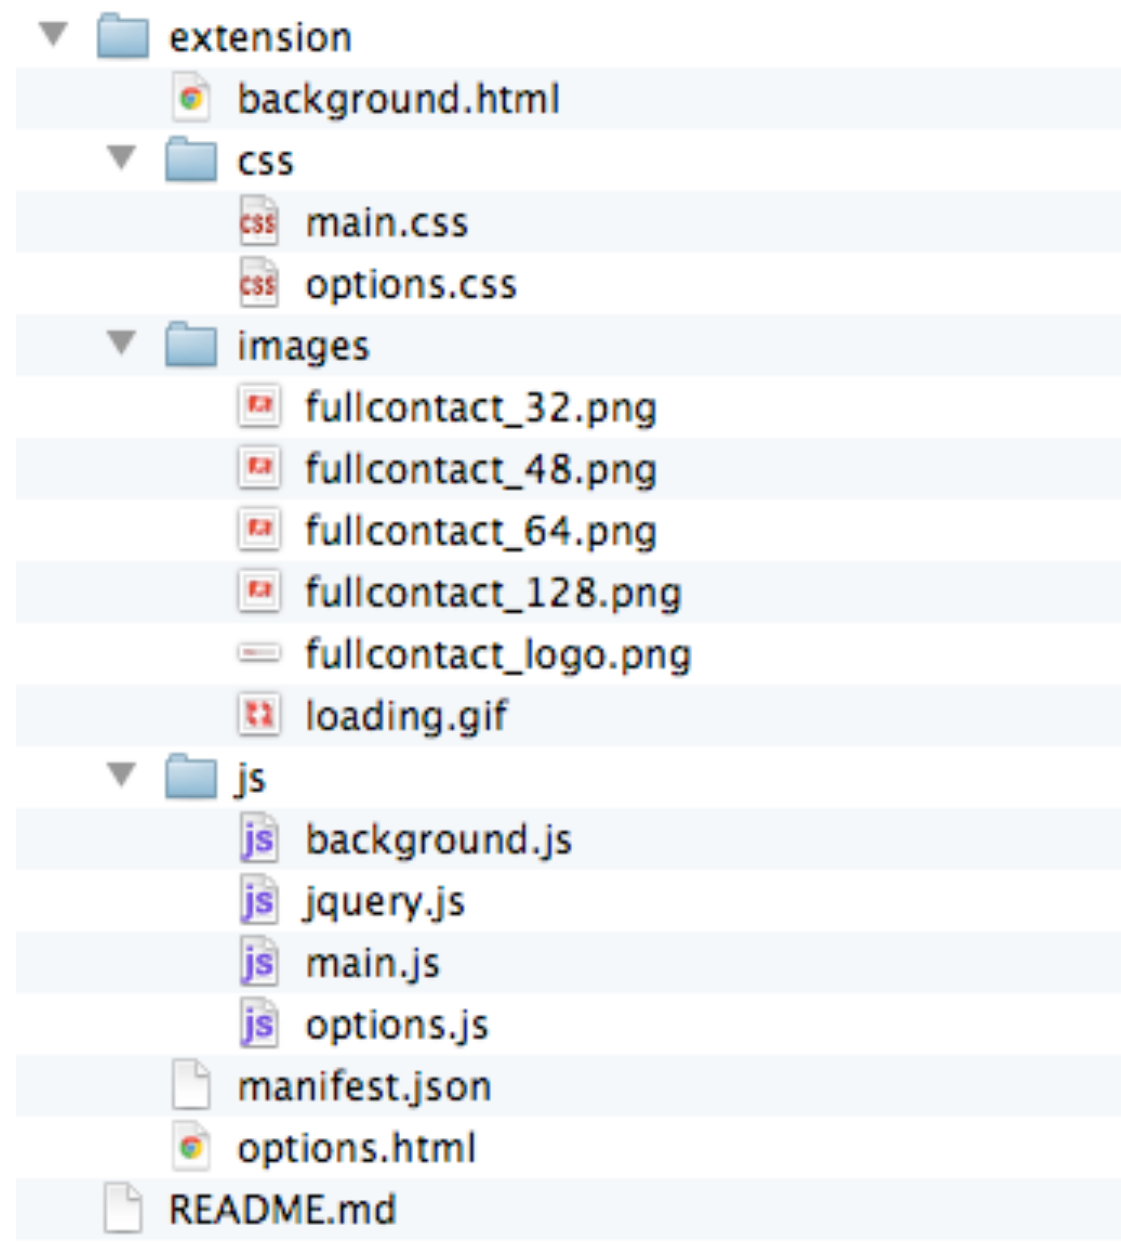 extension
background.html
css
main.css
options.css
images
fullcontact_32.png
fullcontact_48.png
fullcontact_64.png
fullcontact_128.png
fullcontact_logo.png
loading.gif
js
background.js
jquery.js
main.js
options.js
manifest.json
options.html
README.md